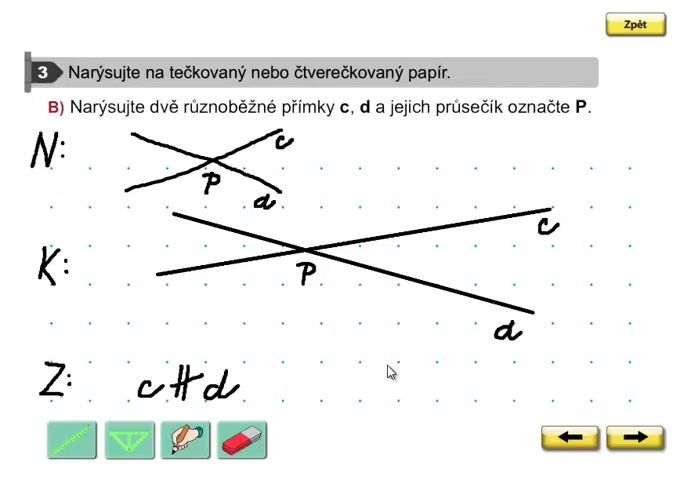 Zpět
3 Narýsujte na tečkovaný nebo čtverečkovaný papír.
B) Narýsujte dvě různoběžné přímky c, d a jejich průsečík označte P.
N:
c
P
d
K:
c
P
d
Z: c ∦ d